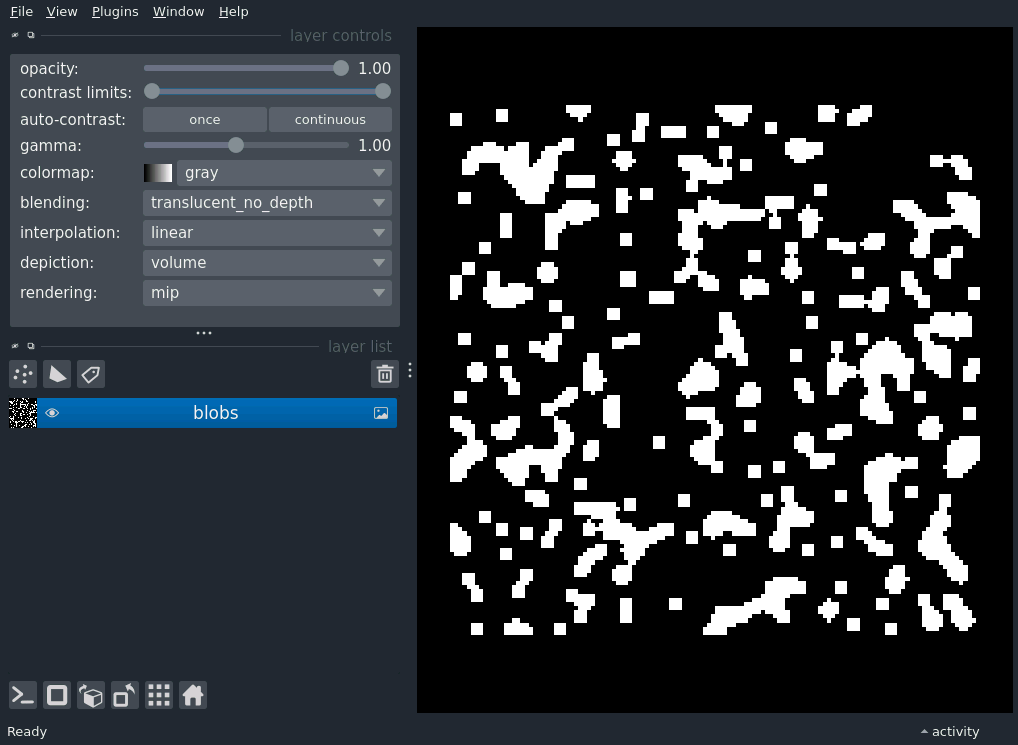 File View Plugins Window Help
layer controls
opacity: 1.00
contrast limits:
auto-contrast: once continuous
gamma: 1.00
colormap: gray
blending: translucent_no_depth
interpolation: linear
depiction: volume
rendering: mip
layer list
blobs
Ready activity